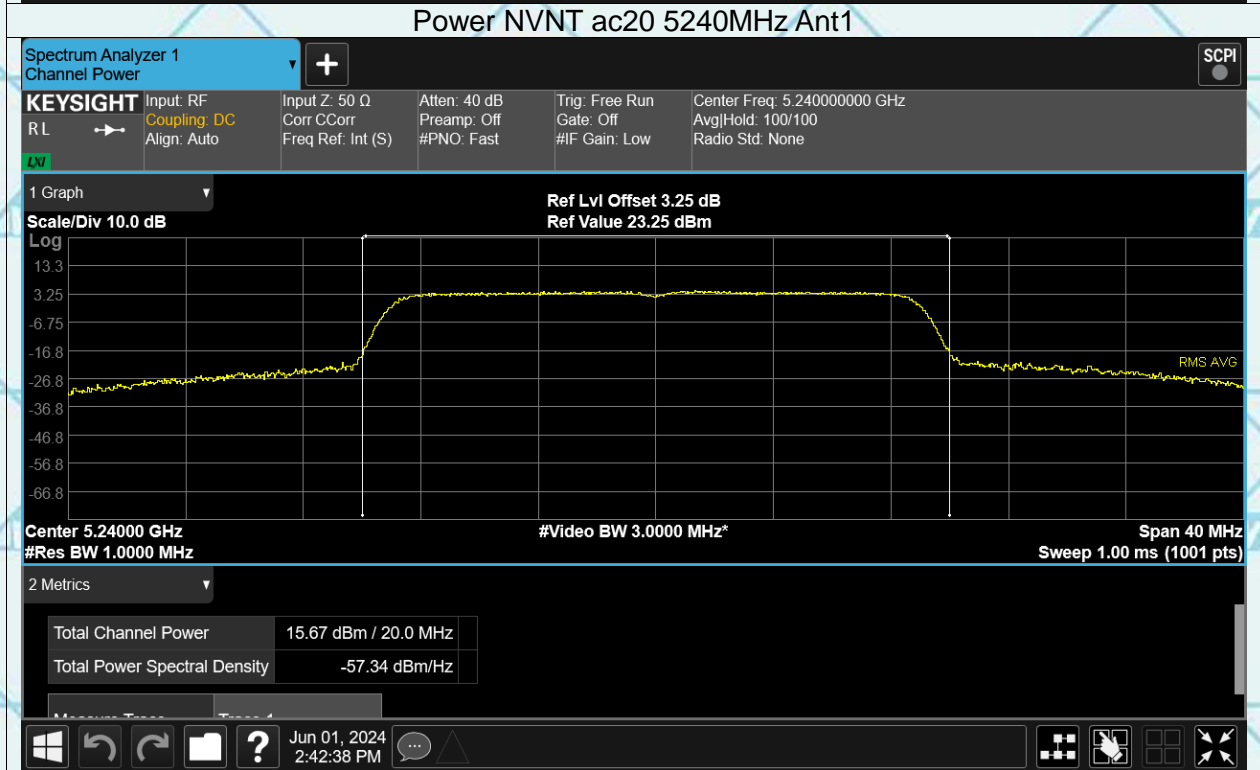 Power NVNT ac20 5240MHz Ant1
Spectrum Analyzer 1
Channel Power
SCPI
KEYSIGHT
RL
LXI
Input: RF
Coupling: DC
Align: Auto
Input Z: 50 Ω
Corr CCorr
Freq Ref: Int (S)
Atten: 40 dB
Preamp: Off
#PNO: Fast
Trig: Free Run
Gate: Off
#IF Gain: Low
Center Freq: 5.240000000 GHz
Avg|Hold: 100/100
Radio Std: None
1 Graph
Scale/Div 10.0 dB
Ref Lvl Offset 3.25 dB
Ref Value 23.25 dBm
Log
13.3
3.25
-6.75
-16.8
-26.8
-36.8
-46.8
-56.8
-66.8
RMS AVG
Center 5.24000 GHz
#Video BW 3.0000 MHz*
Span 40 MHz
#Res BW 1.0000 MHz
Sweep 1.00 ms (1001 pts)
2 Metrics
Total Channel Power 15.67 dBm / 20.0 MHz
Total Power Spectral Density -57.34 dBm/Hz
Measure Trace Trace 1
Jun 01, 2024
2:42:38 PM